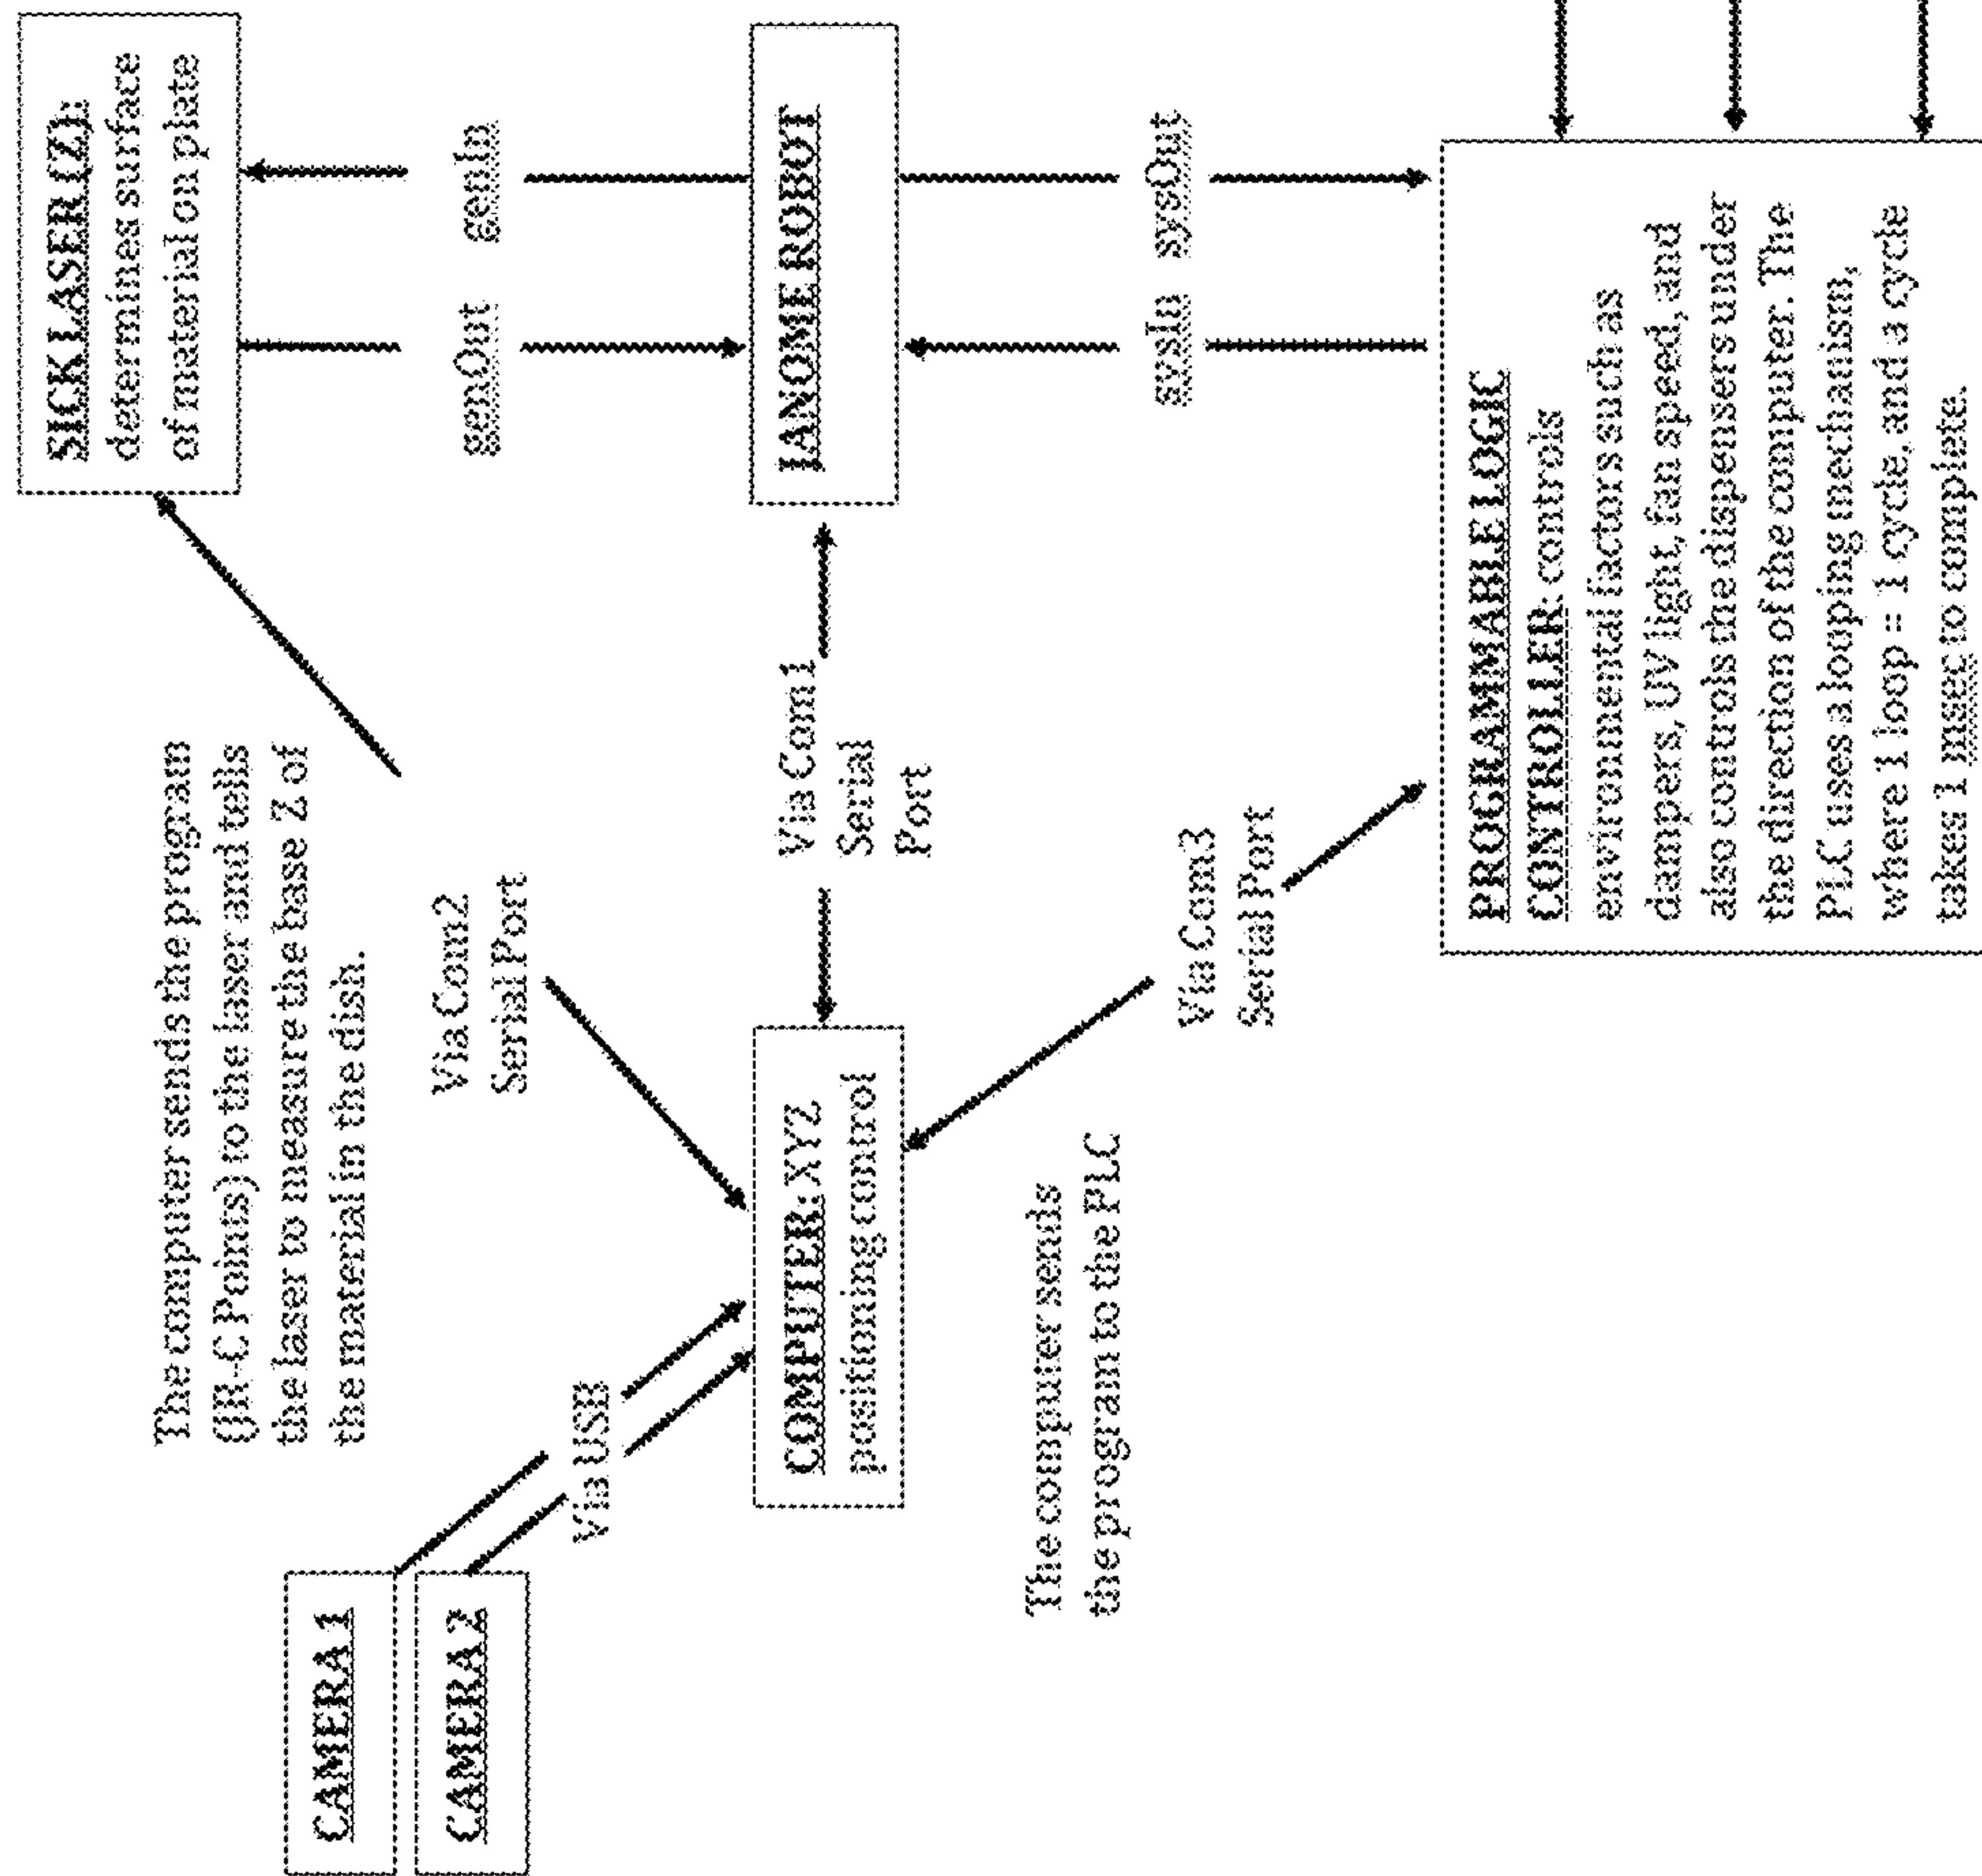 CAMERA 1
CAMERA 2
Via USB
The computer sends the program
(JR-C Points) to the laser and tells
the laser to measure the base Z of
the material in the dish.
Via Com2
Serial Port
SICK LASER (Z):
determines surface
of material on plate
COMPUTER: XYZ
positioning control
Via Com1
Serial
Port
genOut genIn
JANOME ROBOT
The computer sends
the program to the PLC
Via Com3
Serial Port
sysIn sysOut
PROGRAMMABLE LOGIC
CONTROLLER: controls
environmental factors such as
dampers, UV light, fan speed, and
also controls the dispensers under
the direction of the computer. The
PLC uses a looping mechanism,
where 1 loop = 1 cycle, and a cycle
takes 1 msec to complete.